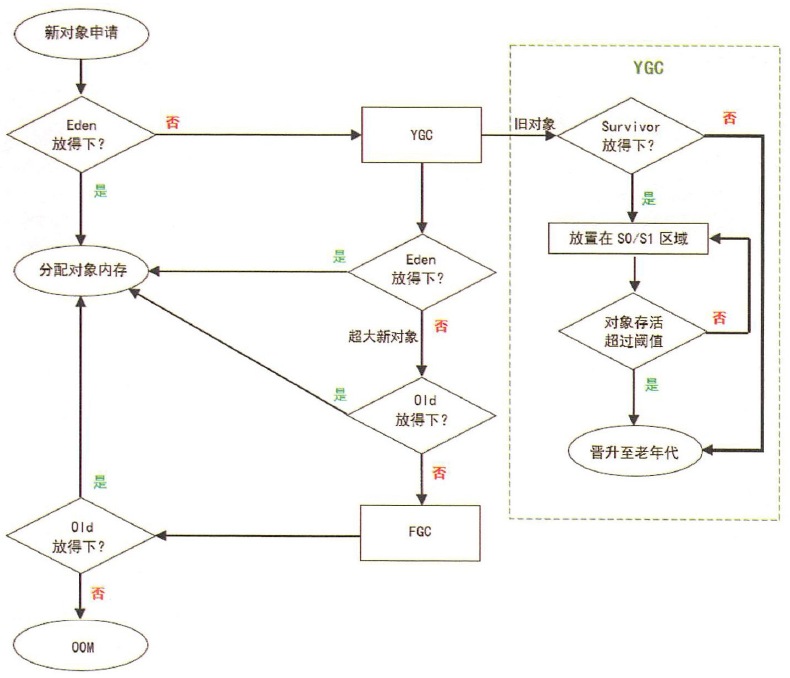 新对象申请
Eden
放得下?
否
是
YGC
分配对象内存
Eden
放得下?
是
否
超大新对象
Old
放得下?
是
否
FGC
Old
放得下?
是
否
OOM
YGC
旧对象
Survivor
放得下?
否
是
放置在 S0/S1 区域
对象存活
超过阈值
否
是
晋升至老年代